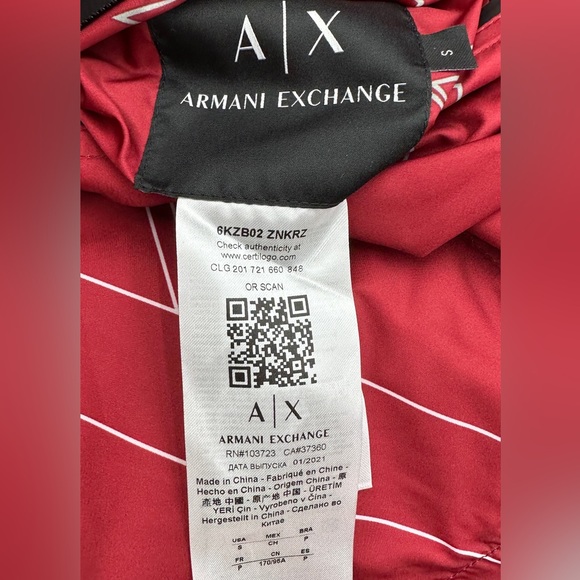 A|X
S
ARMANI EXCHANGE
6KZB02 ZNKRZ
Check authenticity at
www.certilogo.com
CLG 201 721 660 848
OR SCAN
A|X
ARMANI EXCHANGE
RN#103723 CA#37360
ДАТА ВЫПУСКА 01/2021
Made in China - Fabriqué en Chine -
Hecho en China - Origem China - 原
產地 中國 - 原产地 中国 - ÜRETİM
YERİ Çin - Vyrobeno v Čína -
Hergestellt in China - Сделано во
Китае
USA MEX BRA
S CH P
FR CN ES
P 170/96A P